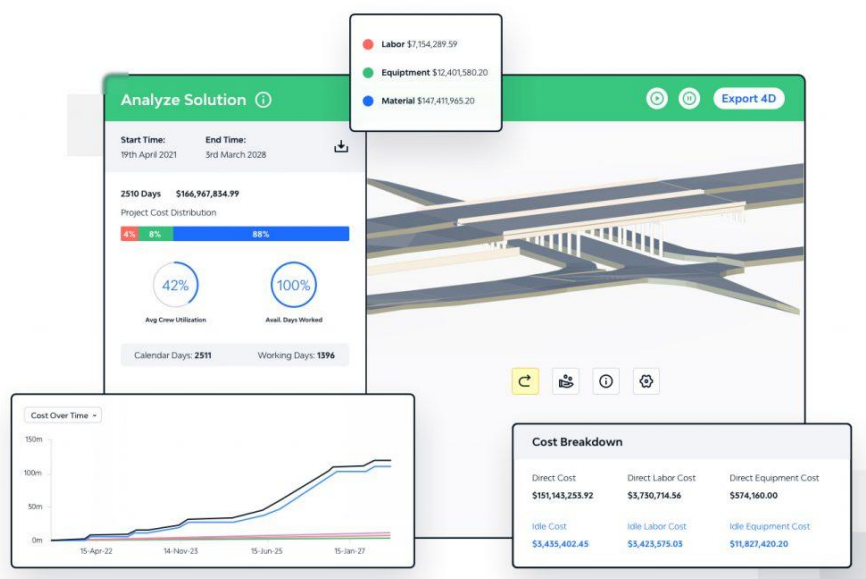 Labor $7,154,289.59
Equiptment $12,401,580.20
Material $147,411,965.20
Analyze Solution
Export 4D
Start Time: End Time:
19th April 2021 3rd March 2028
2510 Days $166,967,834.99
Project Cost Distribution
4% 8% 88%
42% 100%
Avg Crew Utilization Avail. Days Worked
Calendar Days: 2511 Working Days: 1396
Cost Over Time
150m
100m
50m
0m
15-Apr-22 14-Nov-23 15-Jun-25 15-Jan-27
Cost Breakdown
Direct Cost Direct Labor Cost Direct Equipment Cost
$151,143,253.92 $3,730,714.56 $574,160.00
Idle Cost Idle Labor Cost Idle Equipment Cost
$3,435,402.45 $3,423,575.03 $11,827,420.20